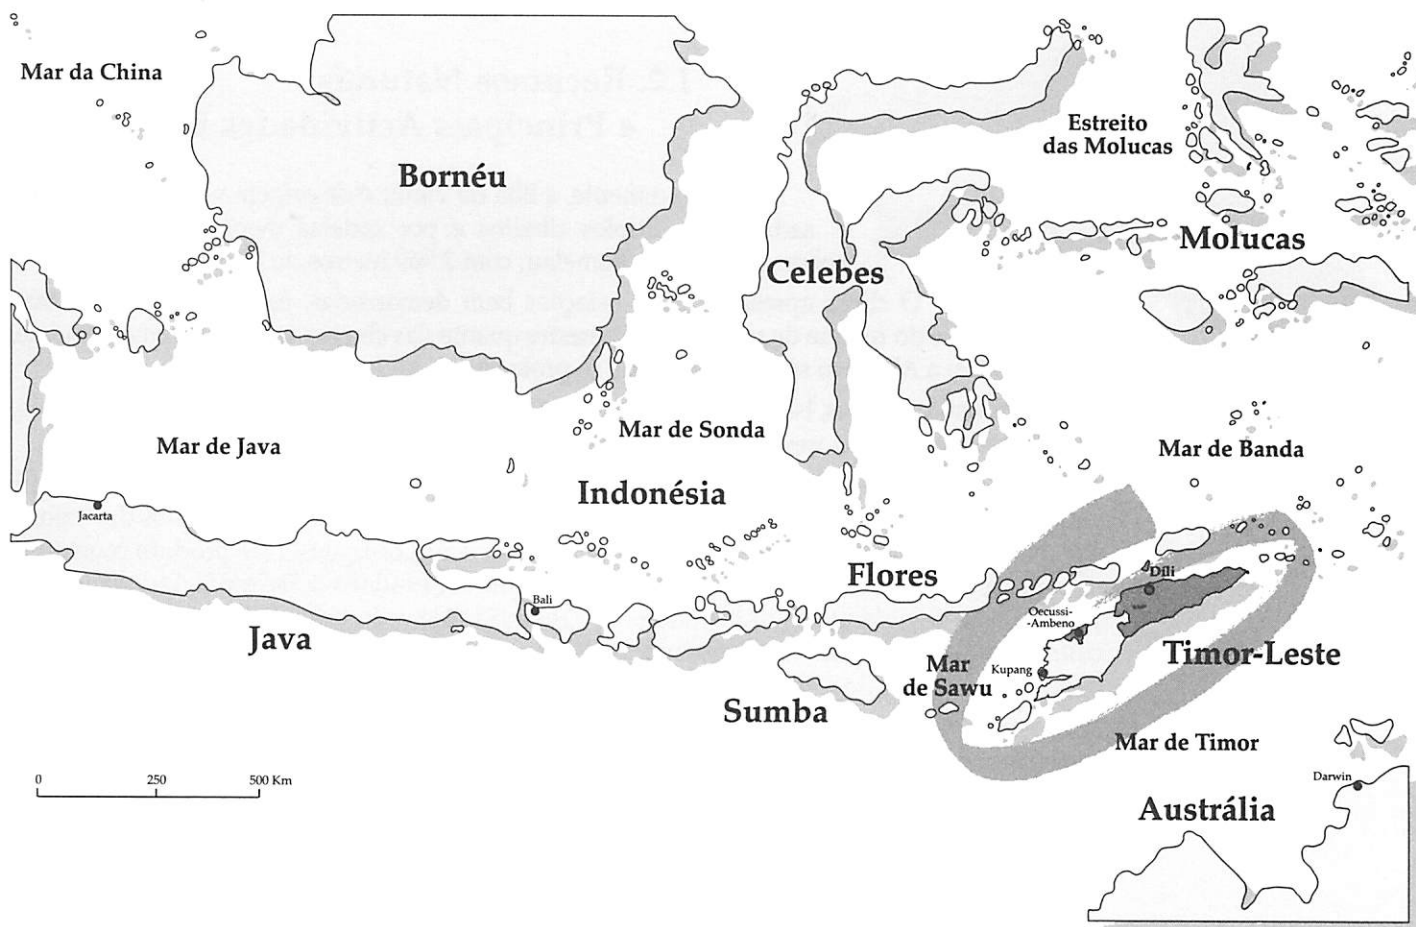 Mar da China
Estreito
das Molucas
Bornéu
Molucas
Celebes
Mar de Sonda
Mar de Java
Mar de Banda
Indonésia
Jacarta
Flores
Díli
Bali
Oecussi-
-Ambeno
Java
Timor-Leste
Mar
de Sawu
Kupang
Sumba
Mar de Timor
0 250 500 Km
Darwin
Austrália